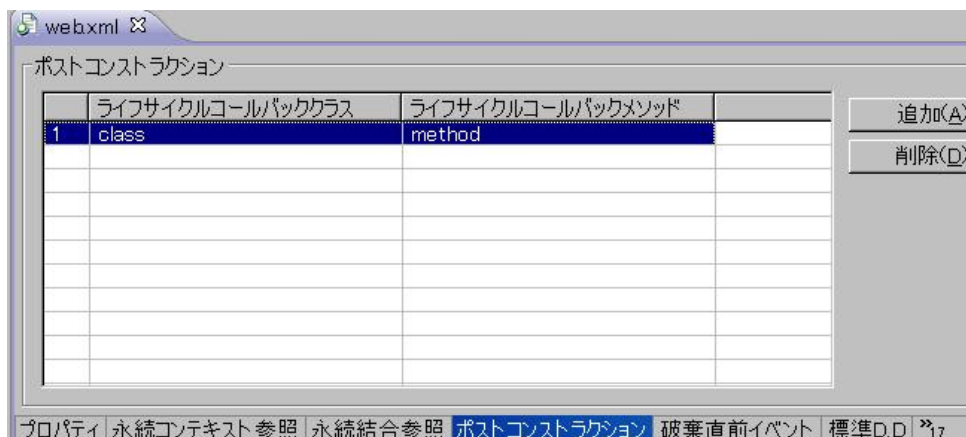 web.xml
ポストコンストラクション
ライフサイクルコールバッククラス ライフサイクルコールバックメソッド
追加(A)
1 class method
削除(D)
プロパティ 永続コンテキスト参照 永続結合参照 ポストコンストラクション 破棄直前イベント 標準D.D »17